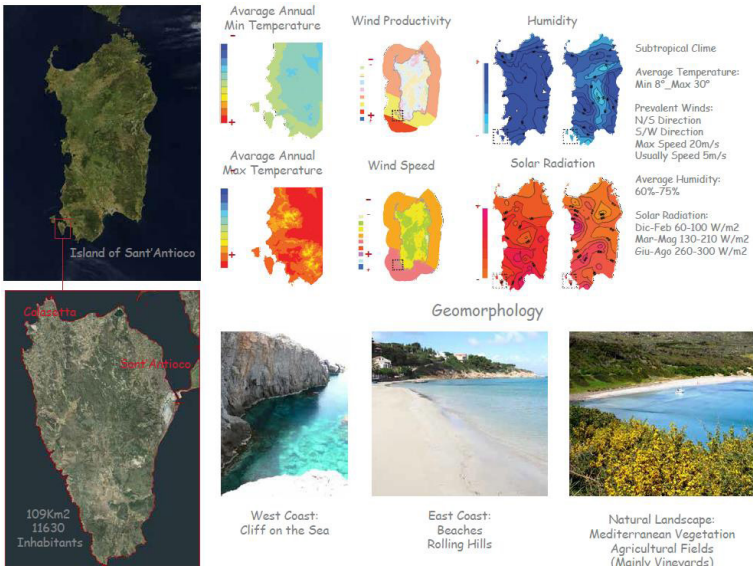 Avarage Annual
Min Temperature
Wind Productivity
Humidity
Subtropical Clime
Average Temperature:
Min 8°_Max 30°
Prevalent Winds:
N/S Direction
S/W Direction
Max Speed 20m/s
Usually Speed 5m/s
Average Humidity:
60%-75%
Solar Radiation:
Dic-Feb 60-100 W/m2
Mar-Mag 130-210 W/m2
Giu-Ago 260-300 W/m2
Avarage Annual
Max Temperature
Wind Speed
Solar Radiation
Island of Sant'Antioco
Calasetta
Sant'Antioco
109Km2
11630
Inhabitants
Geomorphology
West Coast:
Cliff on the Sea
East Coast:
Beaches
Rolling Hills
Natural Landscape:
Mediterranean Vegetation
Agricultural Fields
(Mainly Vineyards)